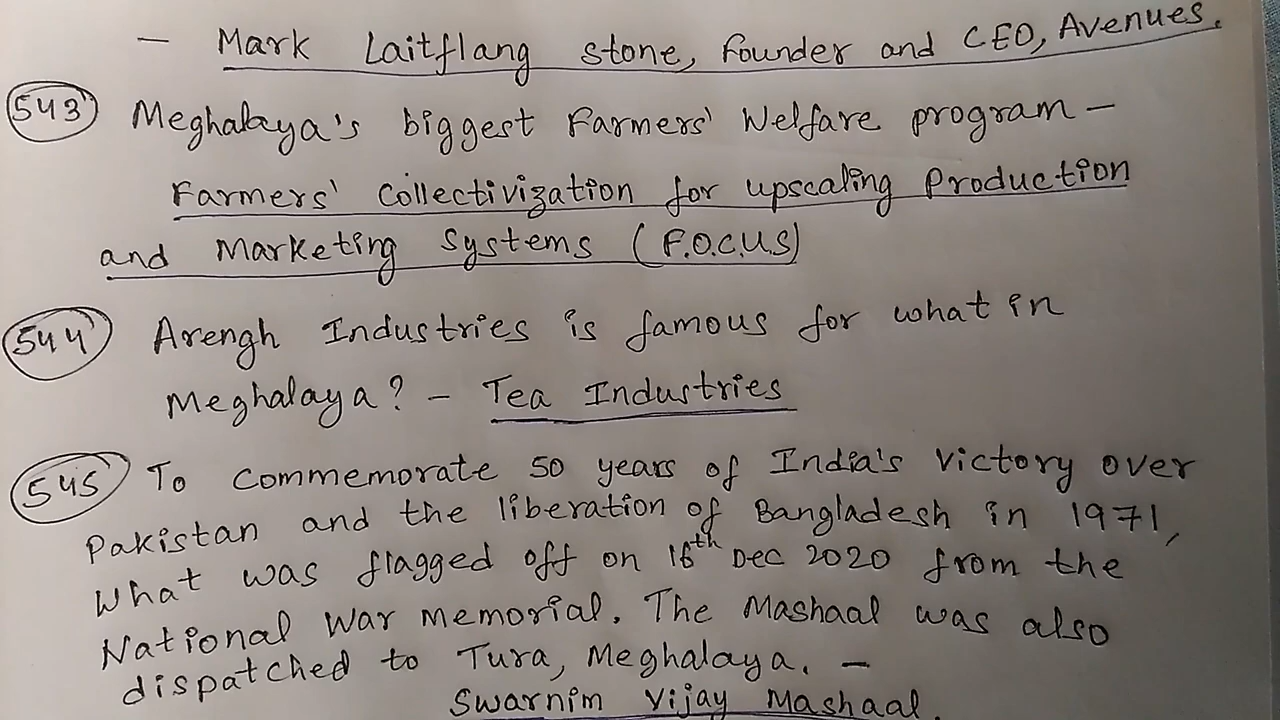 - Mark Laitflang stone, Founder and CEO, Avenues.
543 Meghalaya's biggest Farmers' Welfare program -
Farmers' Collectivization for upscaling Production
and Marketing Systems (F.O.C.U.S)
544 Arengh Industries is famous for what in
Meghalaya? - Tea Industries
545 To commemorate 50 years of India's victory over
Pakistan and the liberation of Bangladesh in 1971,
What was flagged off on 16th Dec 2020 from the
National War Memorial. The Mashaal was also
dispatched to Tura, Meghalaya. -
Swarnim Vijay Mashaal.